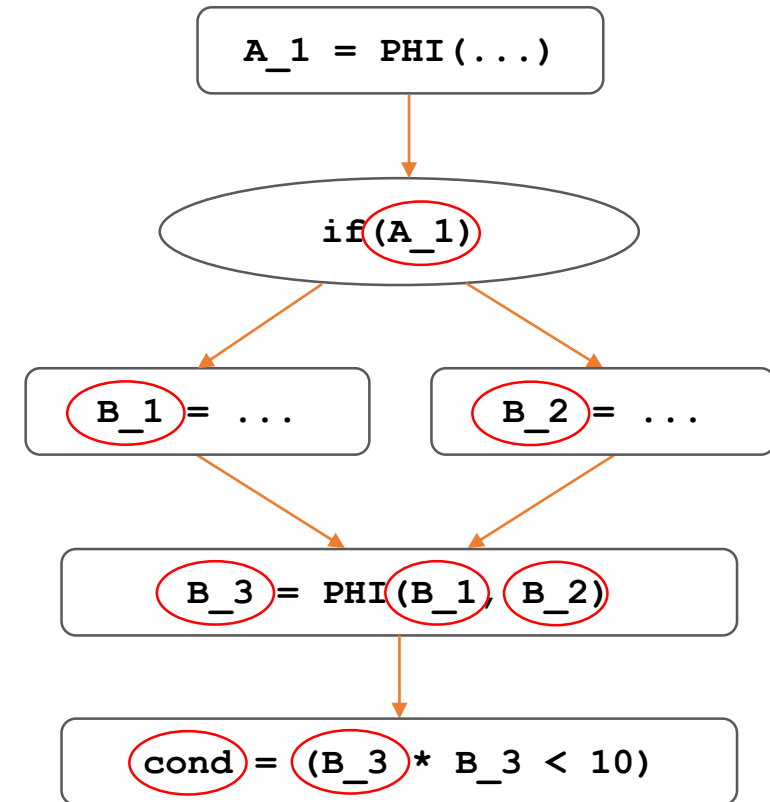 A_1 = PHI(...)
if(A_1)
B_1 = ...
B_2 = ...
B_3 = PHI(B_1, B_2)
cond = (B_3 * B_3 < 10)